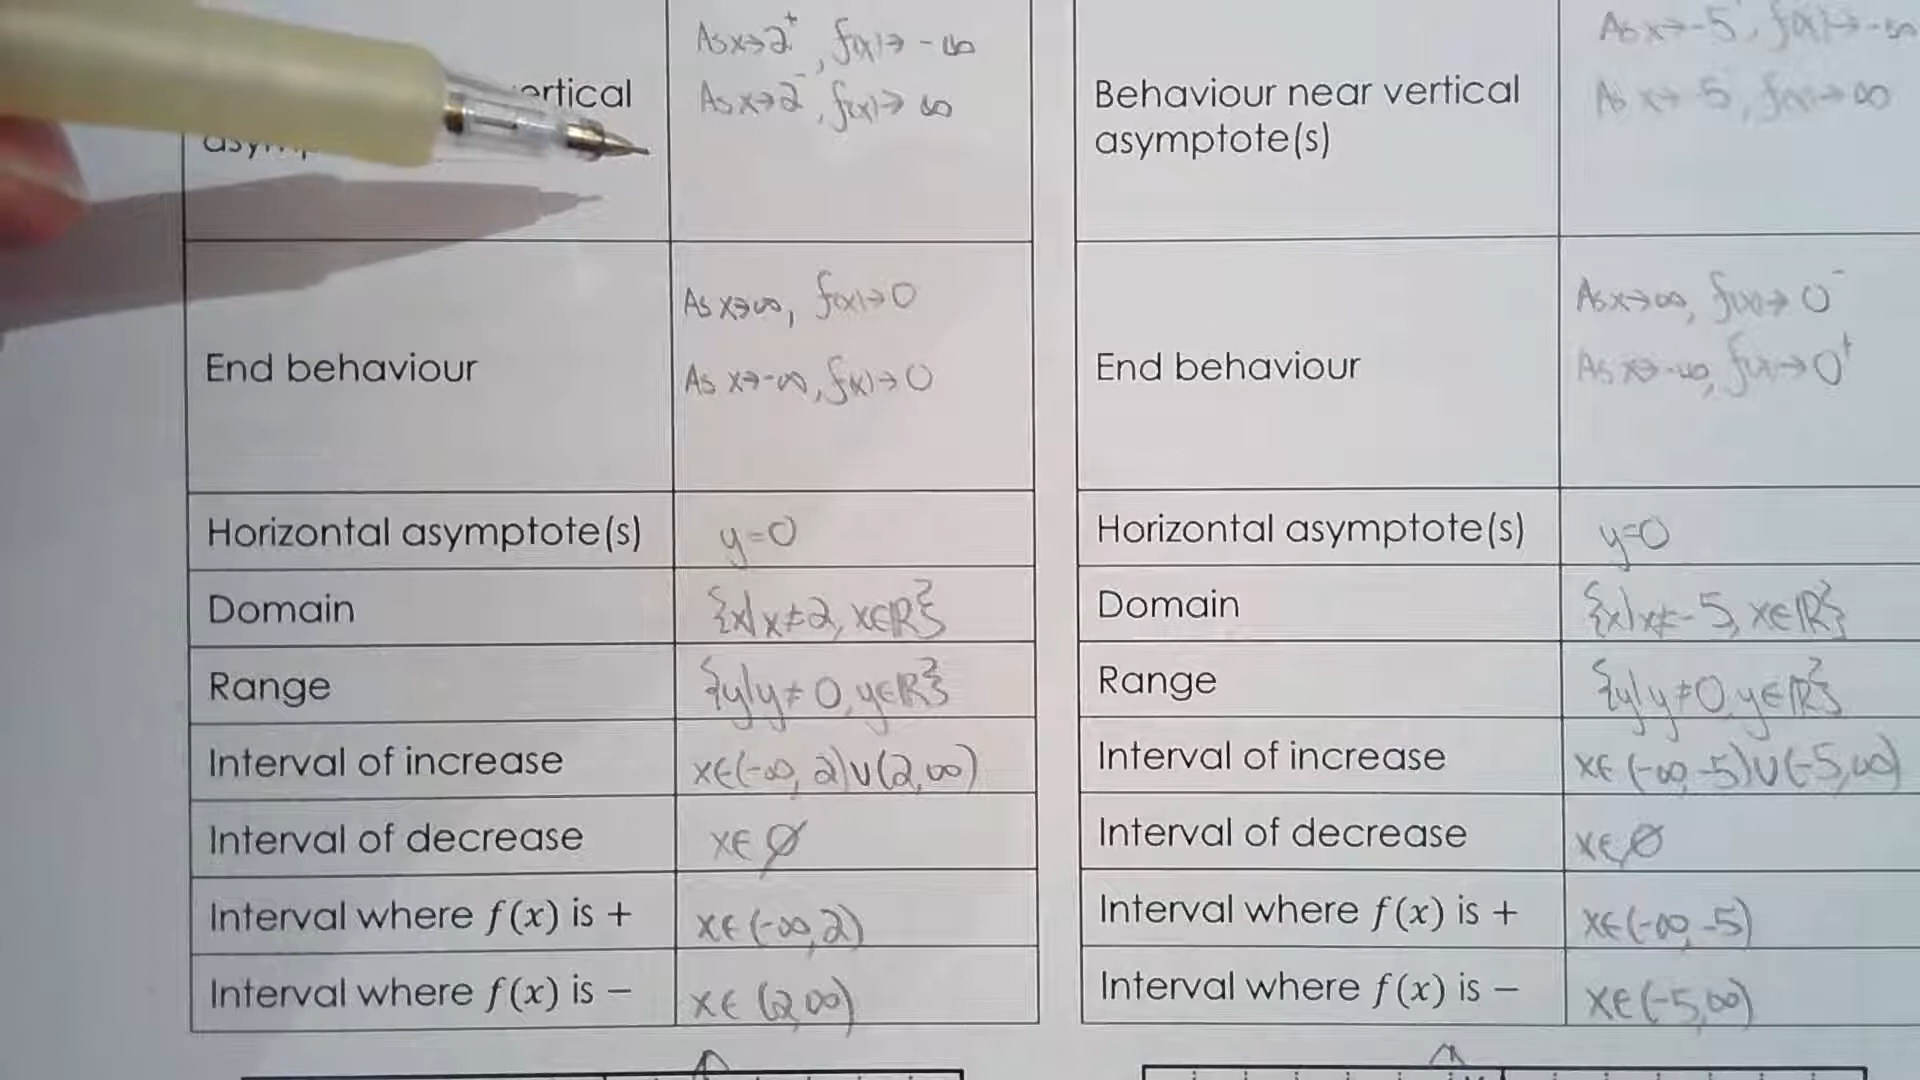 As x→2⁺, f(x)→ -∞
As x→2⁻, f(x)→ ∞
End behaviour
As x→∞, f(x)→0
As x→-∞, f(x)→0
Horizontal asymptote(s) y=0
Domain {x|x≠2, x∈R}
Range {y|y≠0, y∈R}
Interval of increase x∈(-∞, 2)∪(2,∞)
Interval of decrease x∈∅
Interval where f(x) is + x∈(-∞,2)
Interval where f(x) is − x∈(2,∞)
Behaviour near vertical
asymptote(s)
As x→-5, f(x)→-∞
As x→-5, f(x)→∞
End behaviour
As x→∞, f(x)→0⁻
As x→-∞, f(x)→0⁺
Horizontal asymptote(s) y=0
Domain {x|x≠-5, x∈R}
Range {y|y≠0, y∈R}
Interval of increase x∈(-∞,-5)∪(-5,∞)
Interval of decrease x∈∅
Interval where f(x) is + x∈(-∞,-5)
Interval where f(x) is − x∈(-5,∞)